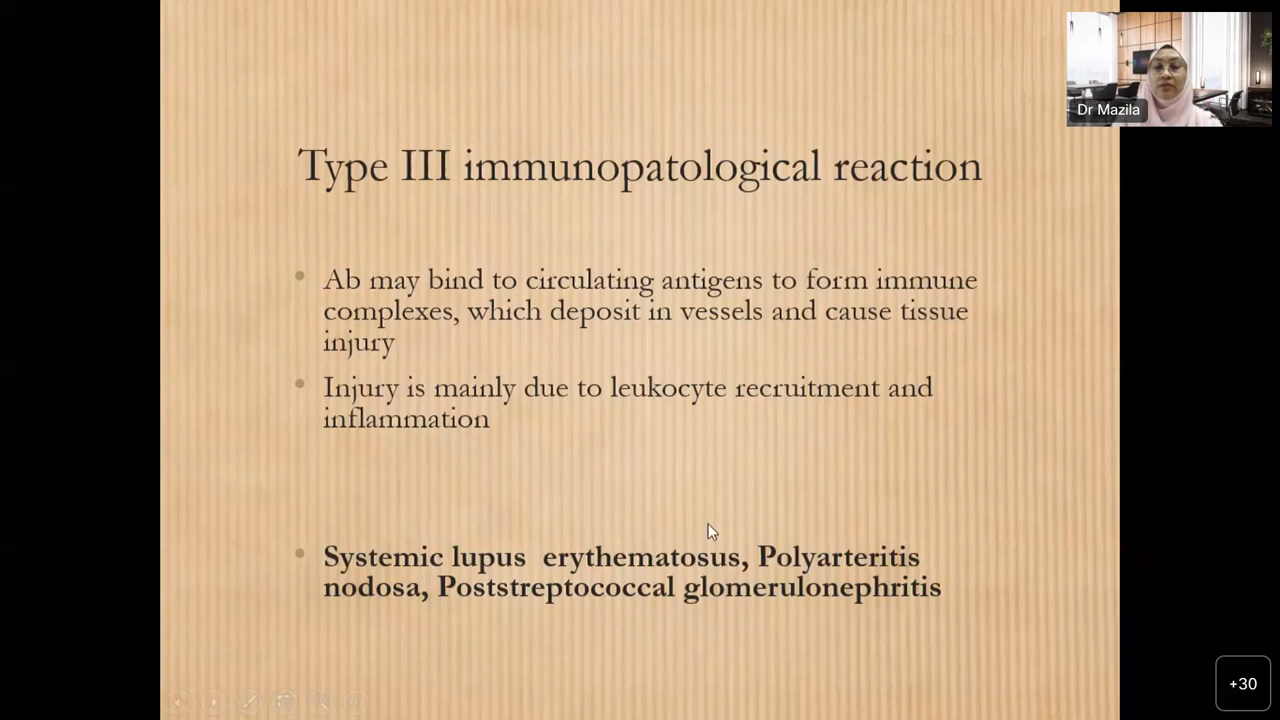 Dr Mazila
Type III immunopatological reaction
Ab may bind to circulating antigens to form immune
complexes, which deposit in vessels and cause tissue
injury
Injury is mainly due to leukocyte recruitment and
inflammation
Systemic lupus erythematosus, Polyarteritis
nodosa, Poststreptococcal glomerulonephritis
+30